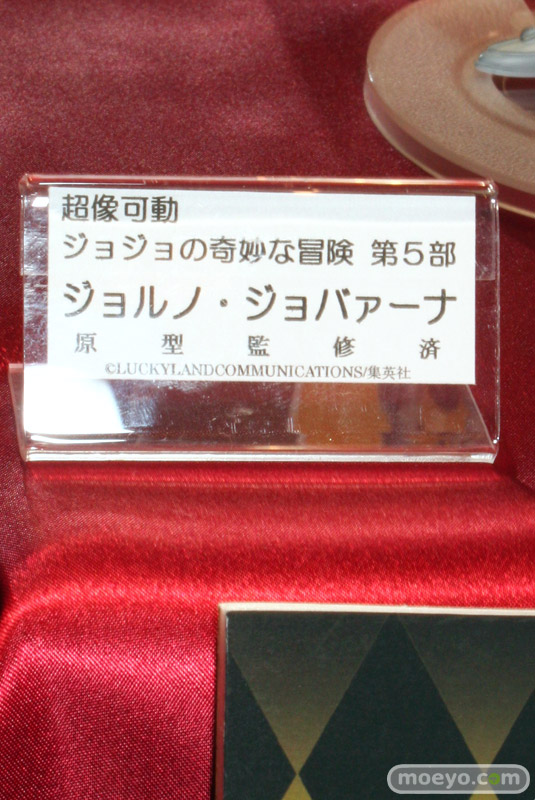 超像可動
ジョジョの奇妙な冒険 第5部
ジョルノ・ジョバァーナ
原型監修済
©LUCKYLANDCOMMUNICATIONS/集英社
moeyo.com